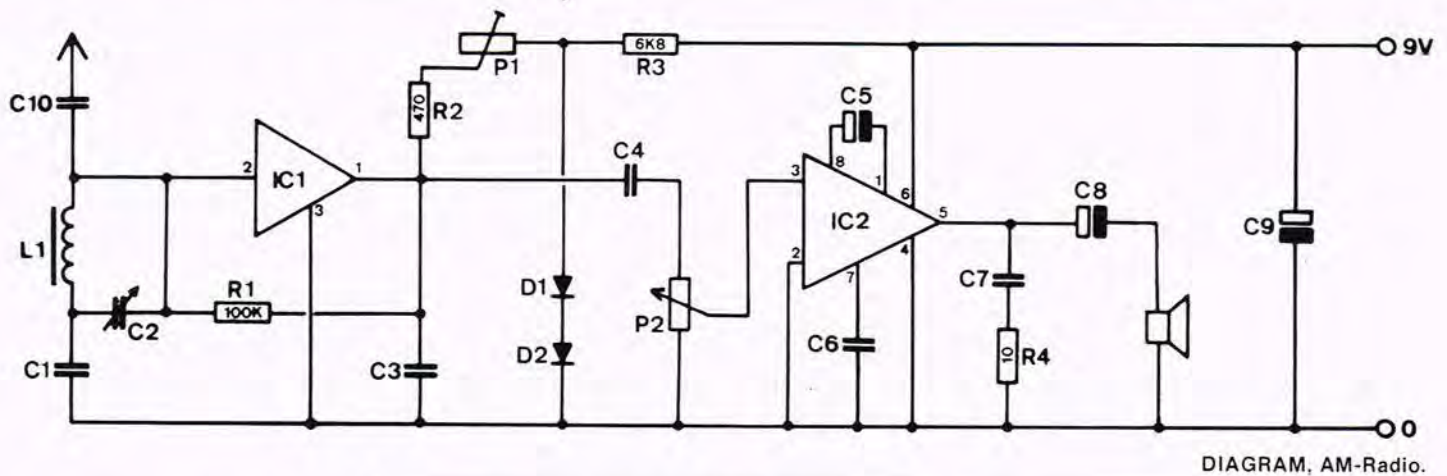 9V
6K8
P1
R3
C10
470
R2
C5
C4
8
2
1
3
1
IC1
6
C8
3
IC2
5
C9
L1
2
4
7
R1
D1
C7
100K
C2
P2
C1
C3
D2
C6
10
R4
0
DIAGRAM, AM-Radio.